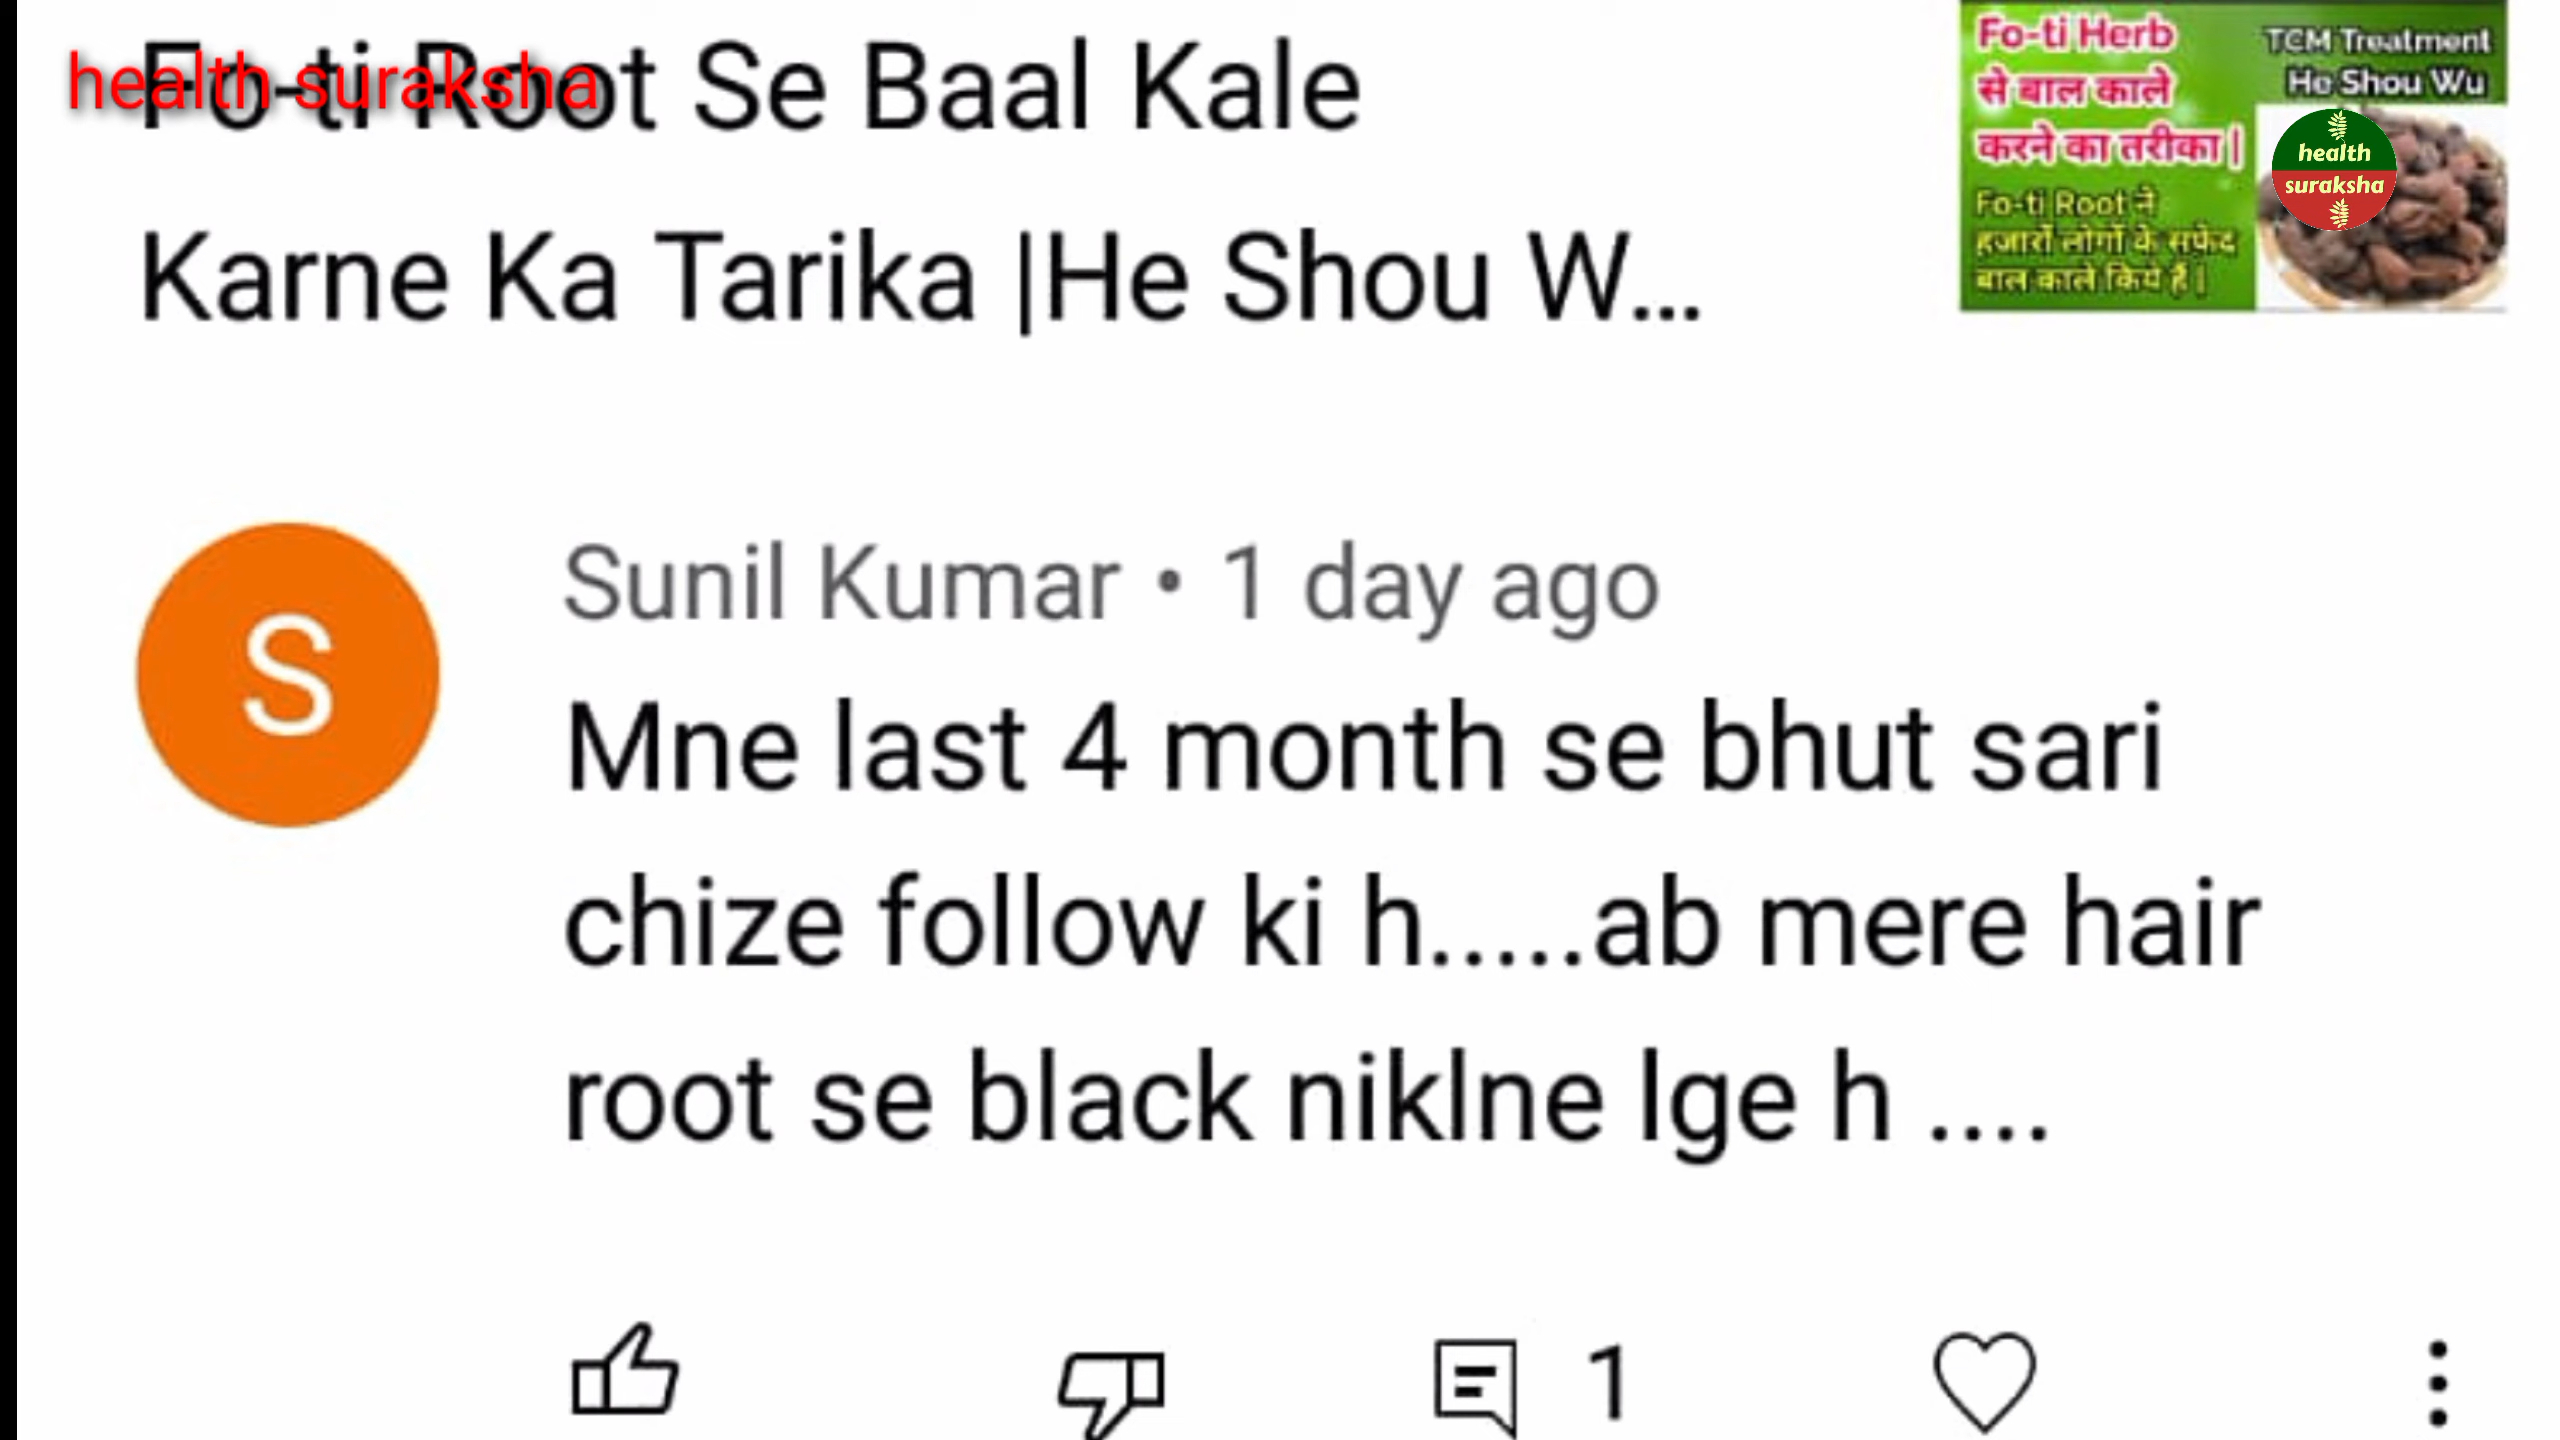 health-suraksha
Fo-ti Root Se Baal Kale
Karne Ka Tarika |He Shou W...
Fo-ti Herb
से बाल काले
करने का तरीका |
Fo-ti Root ने
हजारों लोगों के सफेद
बाल काले किये हैं |
TCM Treatment
He Shou Wu
health
suraksha
S
Sunil Kumar • 1 day ago
Mne last 4 month se bhut sari
chize follow ki h.....ab mere hair
root se black niklne lge h ....
1